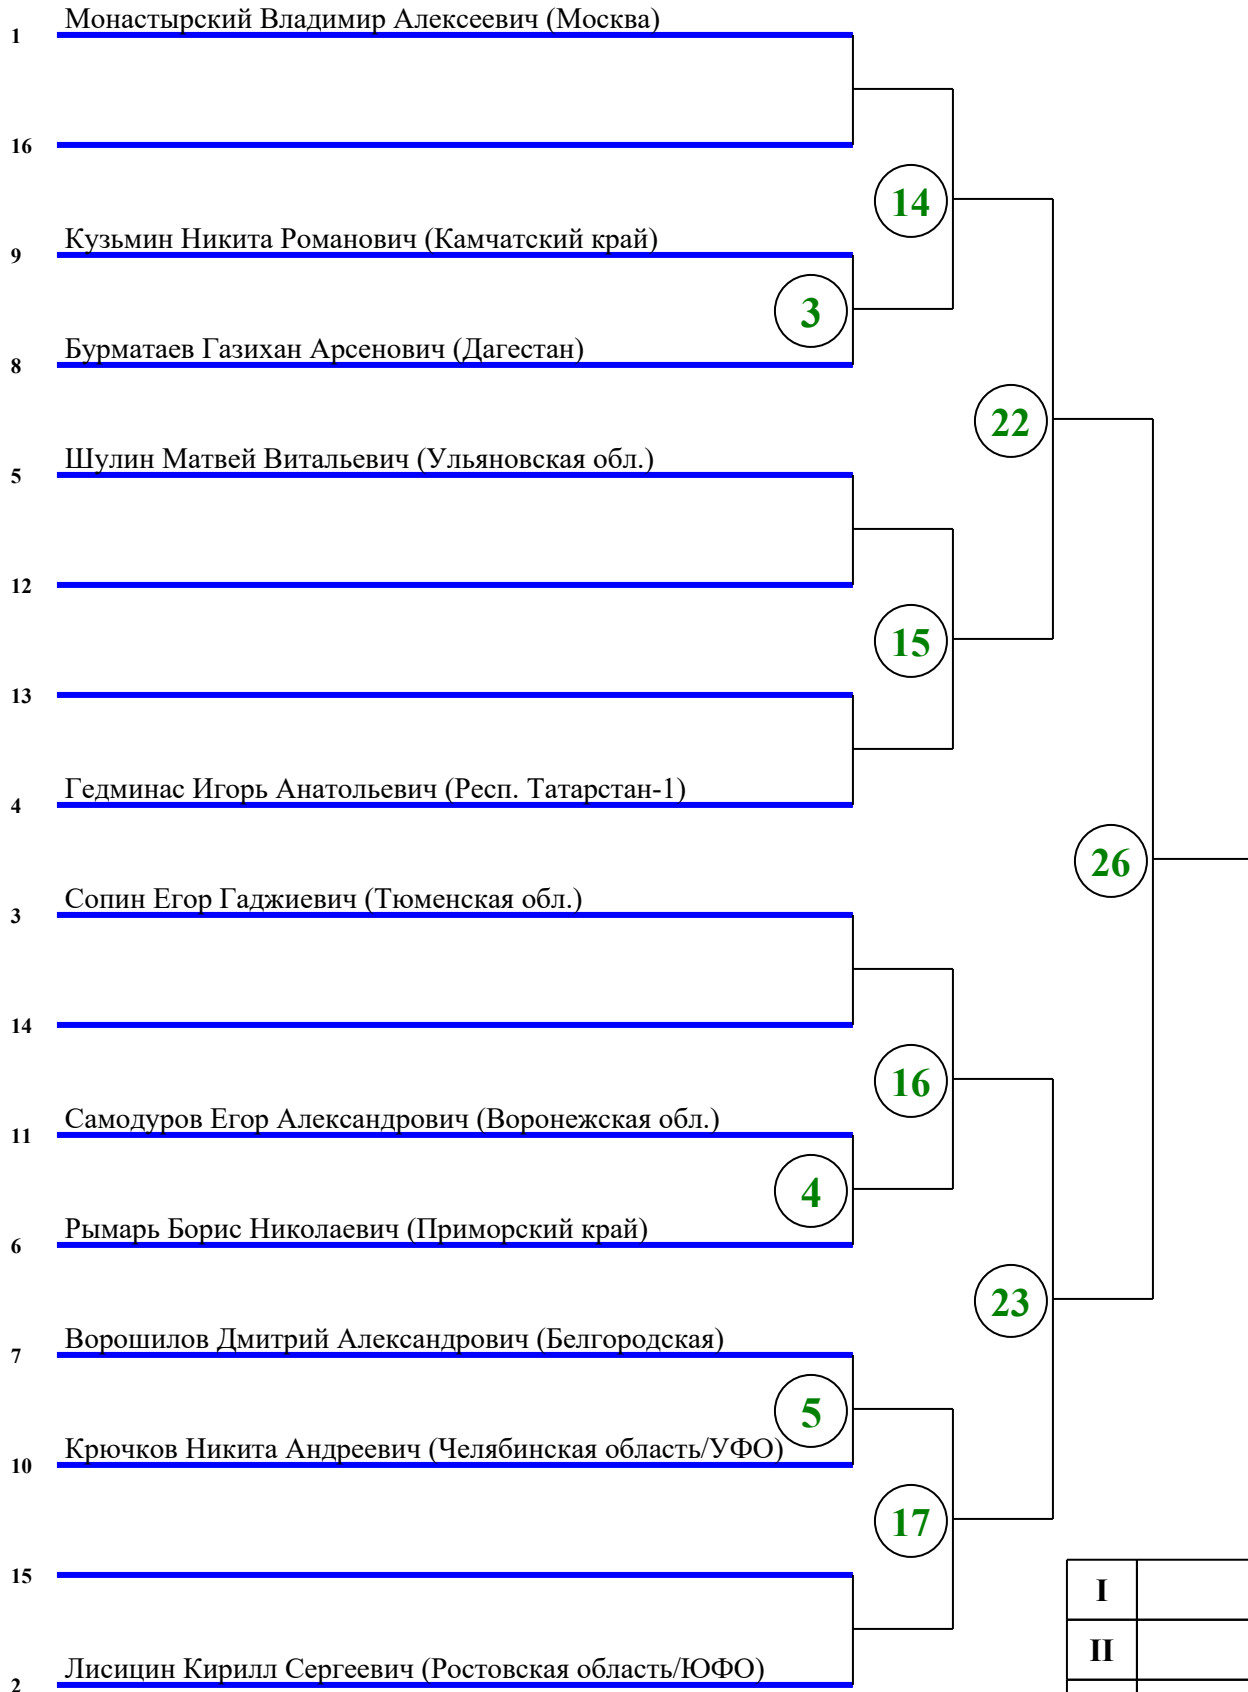 Монастырский Владимир Алексеевич (Москва)
1
16
14
Кузьмин Никита Романович (Камчатский край)
9
3
Бурматаев Газихан Арсенович (Дагестан)
8
22
Шулин Матвей Витальевич (Ульяновская обл.)
5
12
15
13
Гедминас Игорь Анатольевич (Респ. Татарстан-1)
4
26
Сопин Егор Гаджиевич (Тюменская обл.)
3
14
16
Самодуров Егор Александрович (Воронежская обл.)
11
4
Рымарь Борис Николаевич (Приморский край)
6
23
Ворошилов Дмитрий Александрович (Белгородская)
7
5
Крючков Никита Андреевич (Челябинская область/УФО)
10
17
15
I
II
Лисицин Кирилл Сергеевич (Ростовская область/ЮФО)
2